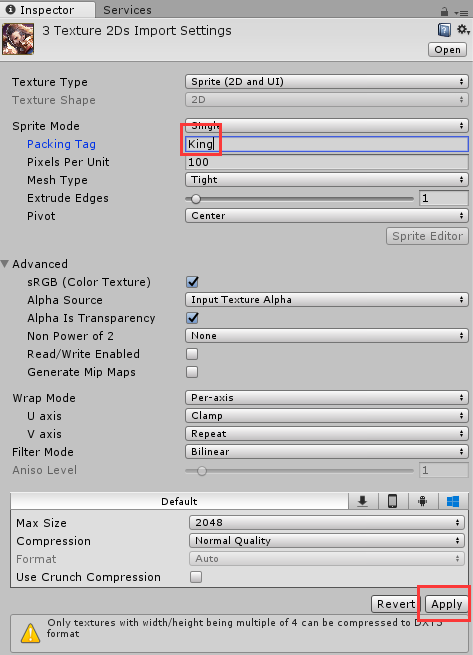 Inspector Services
3 Texture 2Ds Import Settings
Open
Texture Type Sprite (2D and UI)
Texture Shape 2D
Sprite Mode Single
Packing Tag King
Pixels Per Unit 100
Mesh Type Tight
Extrude Edges 1
Pivot Center
Sprite Editor
Advanced
sRGB (Color Texture)
Alpha Source Input Texture Alpha
Alpha Is Transparency
Non Power of 2 None
Read/Write Enabled
Generate Mip Maps
Wrap Mode Per-axis
U axis Clamp
V axis Repeat
Filter Mode Bilinear
Aniso Level 1
Default
Max Size 2048
Compression Normal Quality
Format Auto
Use Crunch Compression
Revert Apply
Only textures with width/height being multiple of 4 can be compressed to DXT5
format